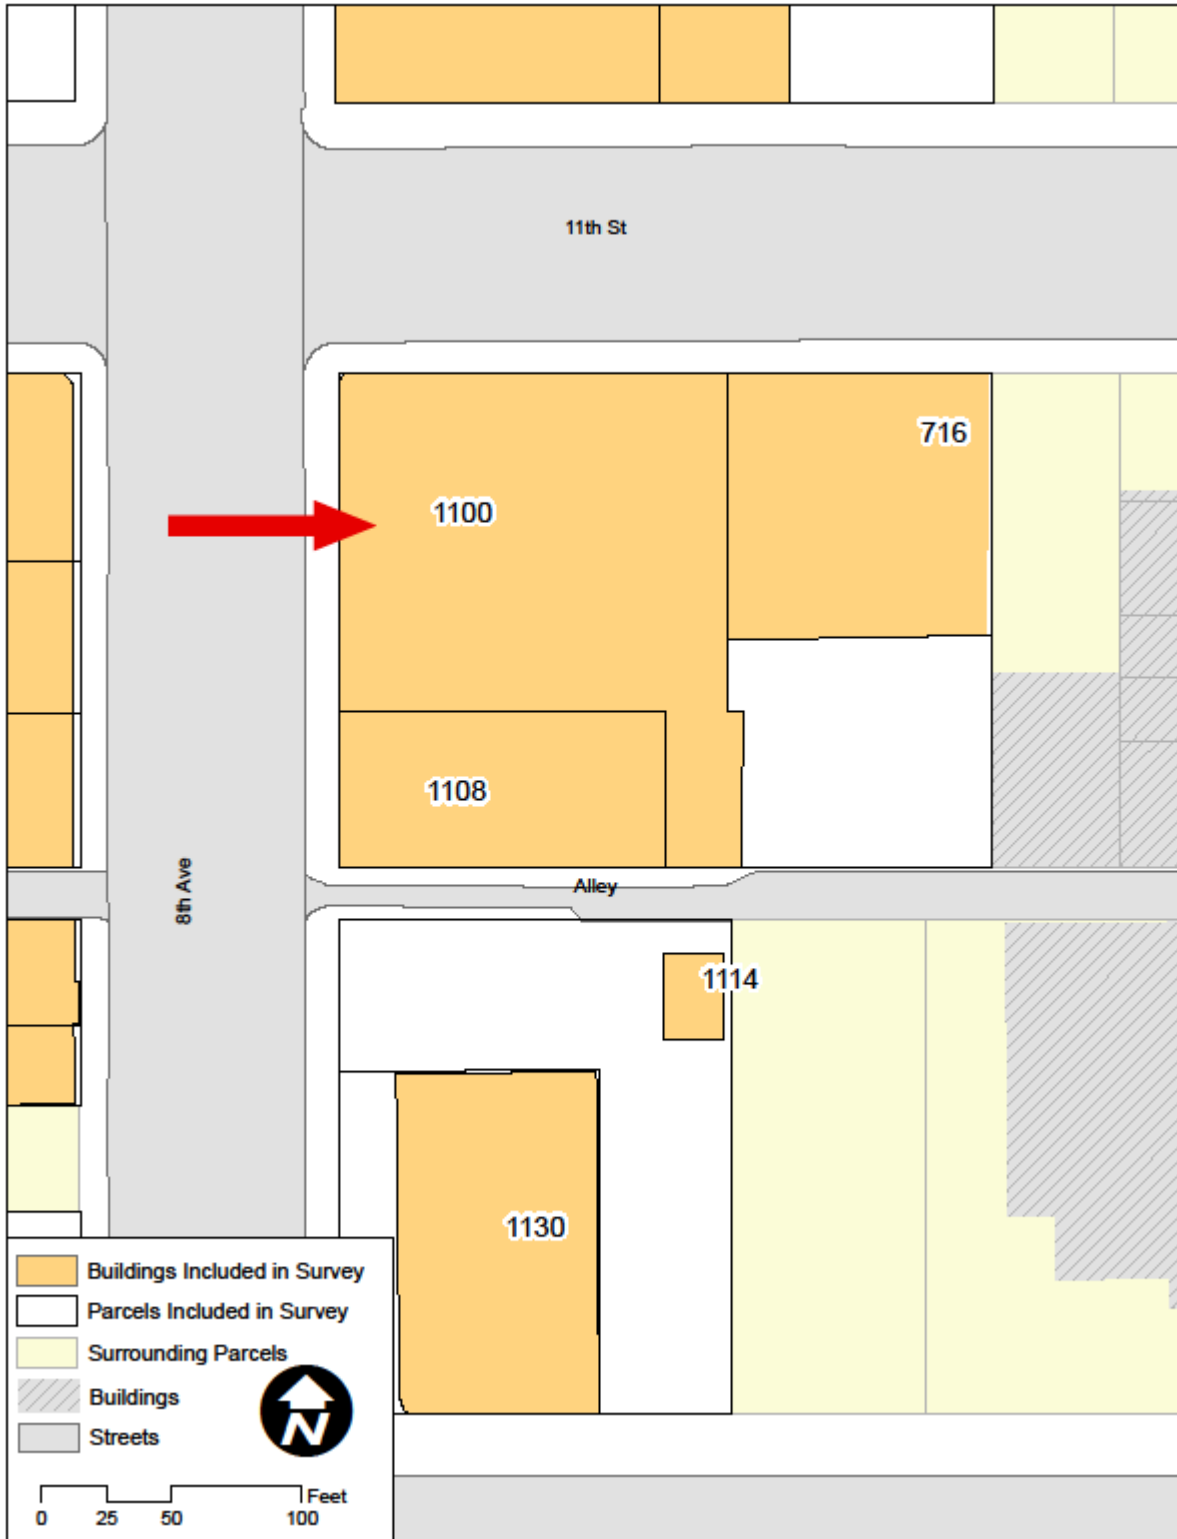 11th St
716
1100
1108
8th Ave
Alley
1114
1130
Buildings Included in Survey
Parcels Included in Survey
Surrounding Parcels
Buildings
Streets
N
Feet
0 25 50 100